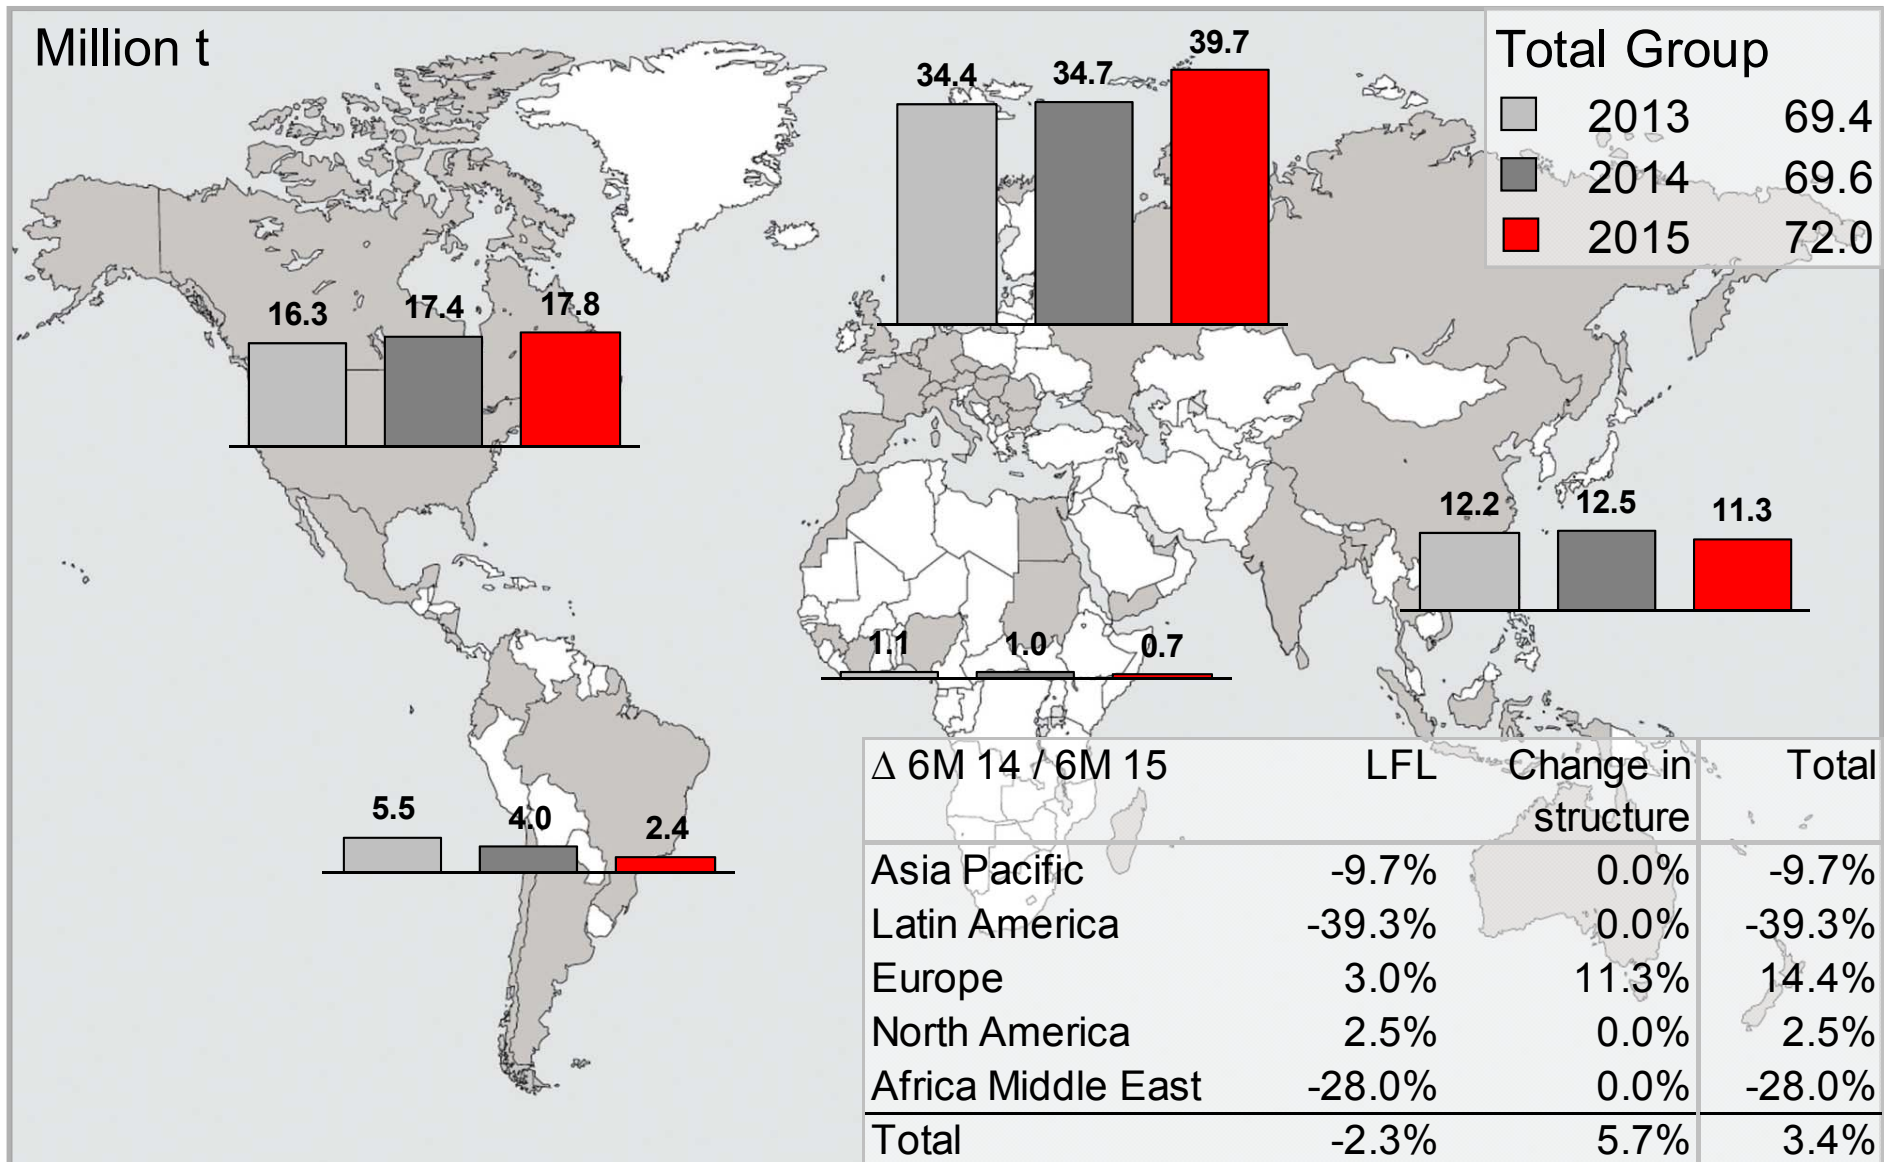 Million t
Total Group
2013 69.4
2014 69.6
2015 72.0
34.4 34.7 39.7
16.3 17.4 17.8
12.2 12.5 11.3
1.1 1.0 0.7
5.5 4.0 2.4
Δ 6M 14 / 6M 15 LFL Change in structure Total
Asia Pacific -9.7% 0.0% -9.7%
Latin America -39.3% 0.0% -39.3%
Europe 3.0% 11.3% 14.4%
North America 2.5% 0.0% 2.5%
Africa Middle East -28.0% 0.0% -28.0%
Total -2.3% 5.7% 3.4%